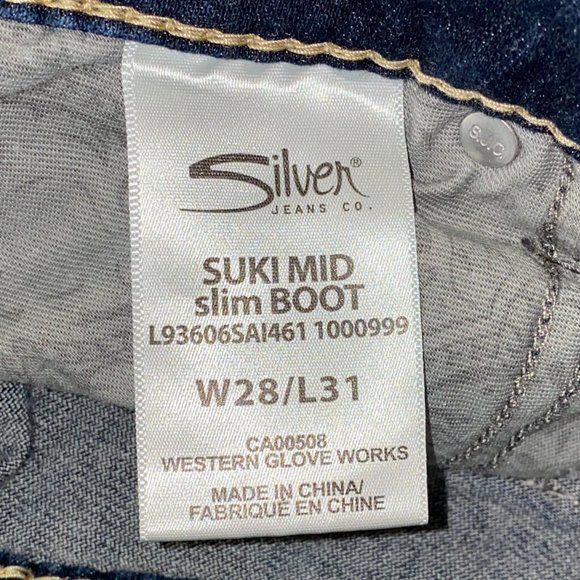 Silver®
JEANS CO.
S.J.C.
SUKI MID
slim BOOT
L93606SAI461 1000999
W28/L31
CA00508
WESTERN GLOVE WORKS
MADE IN CHINA/
FABRIQUÉ EN CHINE